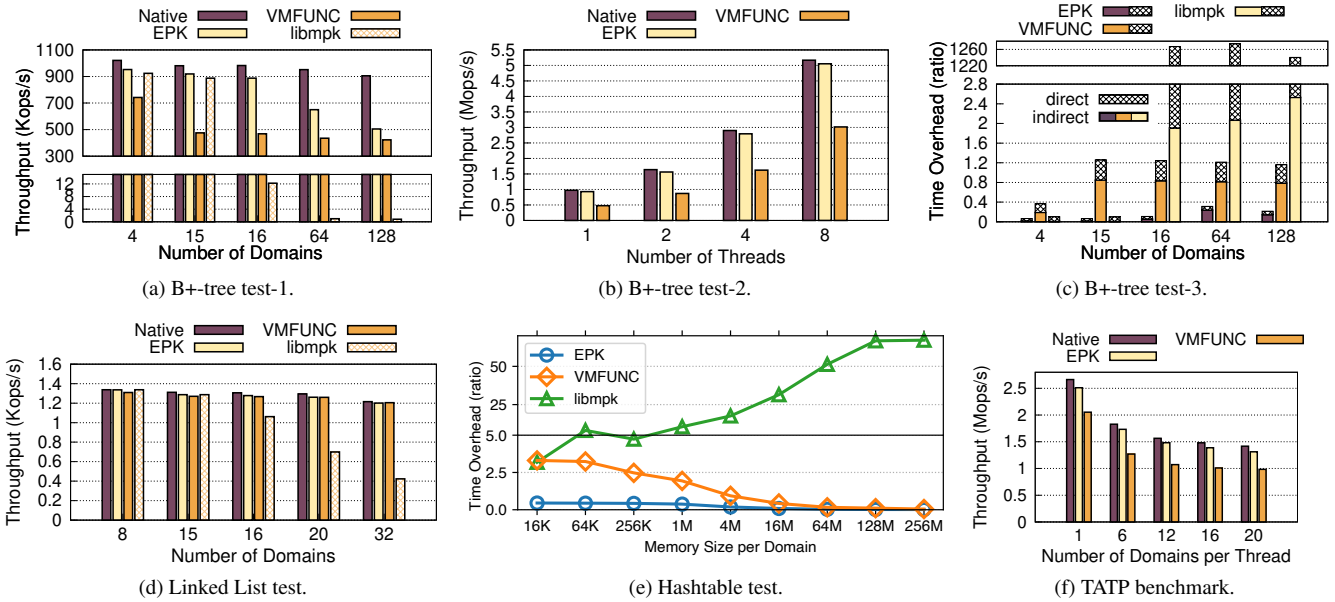 Native VMFUNC
EPK libmpk
Throughput (Kops/s)
1100
900
700
500
300
12
8
4
0
4 15 16 64 128
Number of Domains
(a) B+-tree test-1.
Native VMFUNC
EPK
Throughput (Mops/s)
5.5
5
4.5
4
3.5
3
2.5
2
1.5
1
0.5
0
1 2 4 8
Number of Threads
(b) B+-tree test-2.
EPK libmpk
VMFUNC
Time Overhead (ratio)
1260
1220
2.8
2.4
2
1.6
1.2
0.8
0.4
0
direct
indirect
4 15 16 64 128
Number of Domains
(c) B+-tree test-3.
Native VMFUNC
EPK libmpk
Throughput (Kops/s)
1.6
1.4
1.2
1
0.8
0.6
0.4
0.2
0
8 15 16 20 32
Number of Domains
(d) Linked List test.
Time Overhead (ratio)
EPK
VMFUNC
libmpk
50
25
5.0
2.5
0.0
16K 64K 256K 1M 4M 16M 64M 128M 256M
Memory Size per Domain
(e) Hashtable test.
Native VMFUNC
EPK
Throughput (Mops/s)
2.5
2
1.5
1
0.5
0
1 6 12 16 20
Number of Domains per Thread
(f) TATP benchmark.